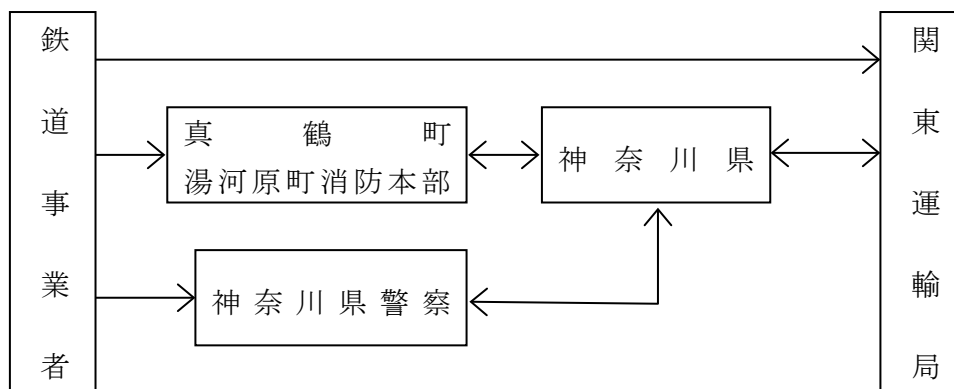 鉄道事業者
真鶴町
湯河原町消防本部
神奈川県
神奈川県警察
関東運輸局